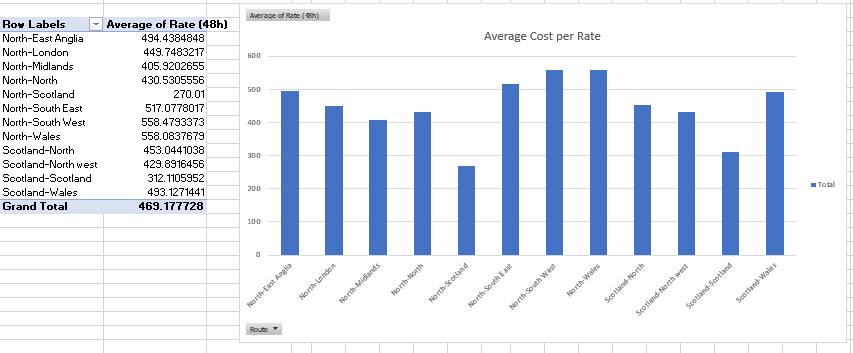 Row Labels Average of Rate (48h)
North-East Anglia 494.4384848
North-London 449.7483217
North-Midlands 405.9202655
North-North 430.5305556
North-Scotland 270.01
North-South East 517.0778017
North-South West 558.4793373
North-Wales 558.0837679
Scotland-North 453.0441038
Scotland-North west 429.8916456
Scotland-Scotland 312.1105952
Scotland-Wales 493.1271441
Grand Total 469.177728
Average of Rate (48h)
Average Cost per Rate
600
500
400
300
200
100
0
North-East Anglia
North-London
North-Midlands
North-North
North-Scotland
North-South East
North-South West
North-Wales
Scotland-North
Scotland-North west
Scotland-Scotland
Scotland-Wales
Total
Route